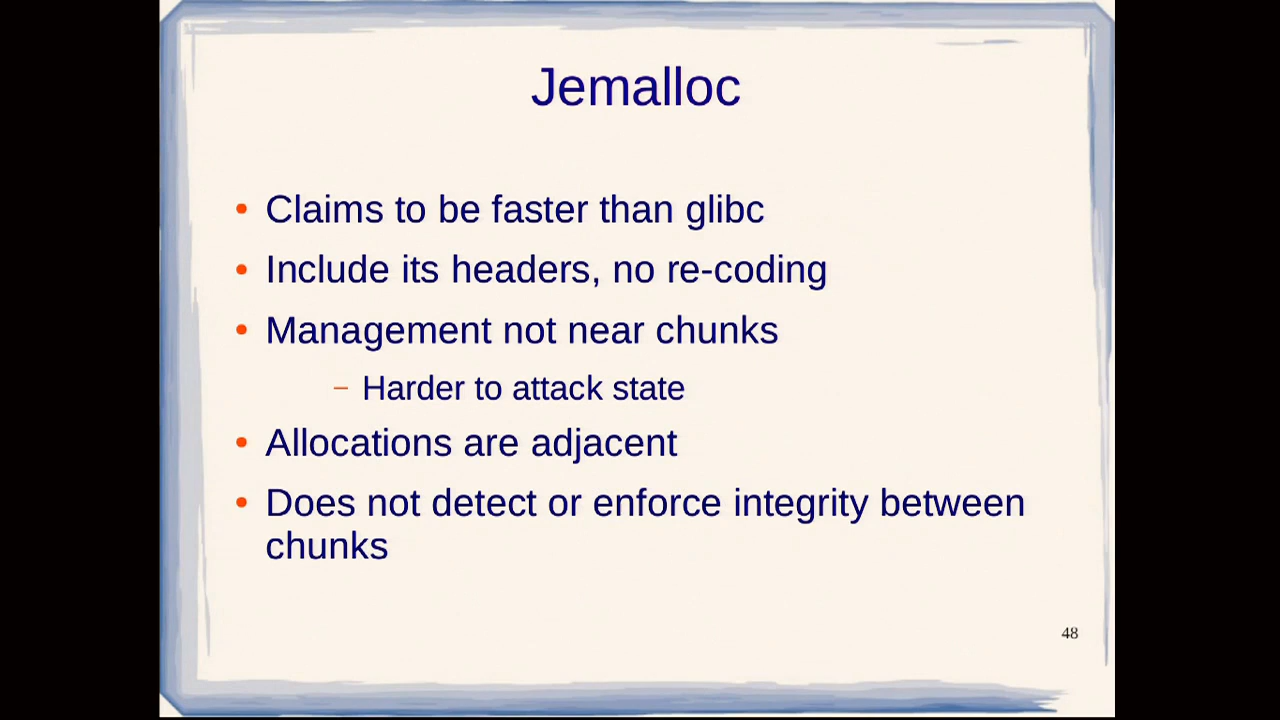 Jemalloc
• Claims to be faster than glibc
• Include its headers, no re-coding
• Management not near chunks
– Harder to attack state
• Allocations are adjacent
• Does not detect or enforce integrity between
chunks
48